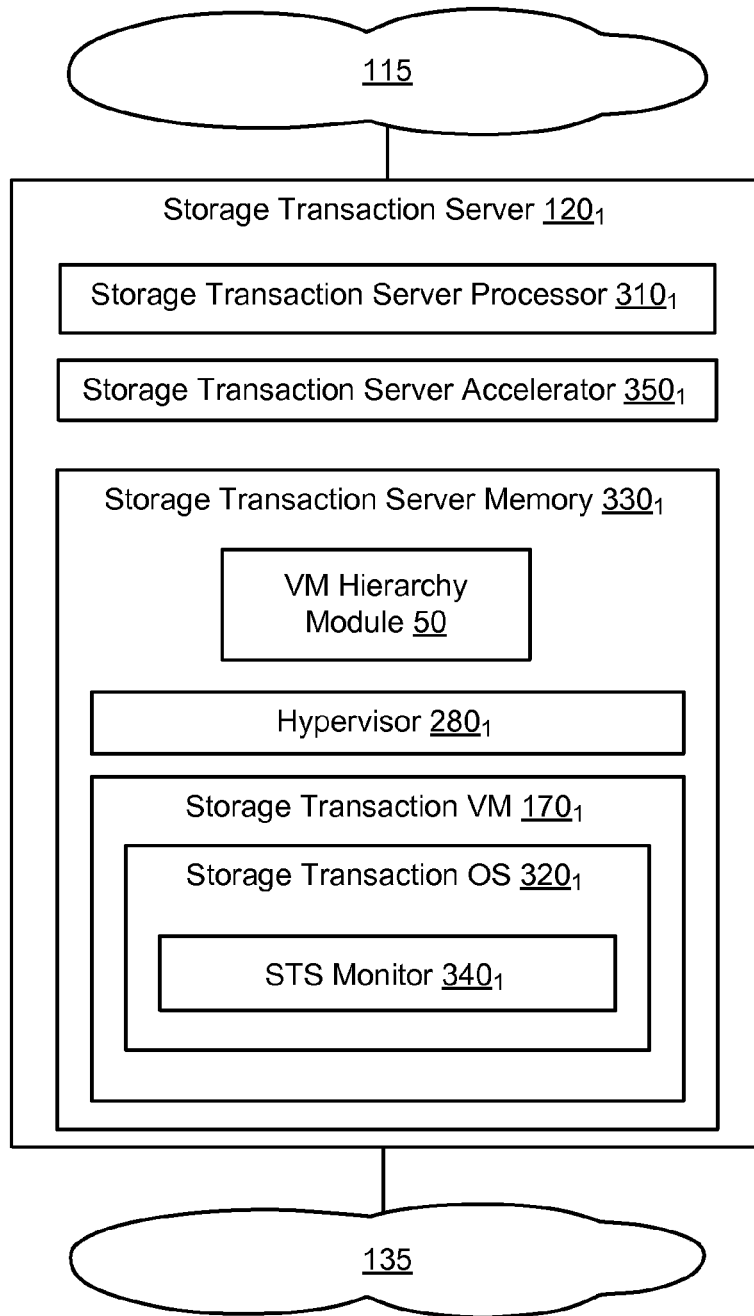 115
Storage Transaction Server 120₁
Storage Transaction Server Processor 310₁
Storage Transaction Server Accelerator 350₁
Storage Transaction Server Memory 330₁
VM Hierarchy
Module 50
Hypervisor 280₁
Storage Transaction VM 170₁
Storage Transaction OS 320₁
STS Monitor 340₁
135